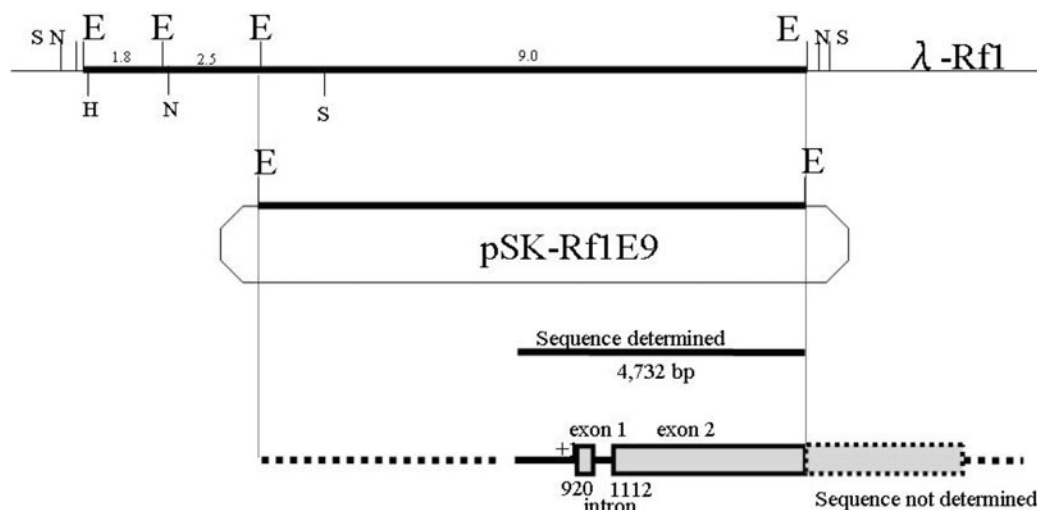 S N E E E E N S
1.8 2.5 9.0 λ-Rf1
H N S
E E
pSK-Rf1E9
Sequence determined
4,732 bp
exon 1 exon 2
+1
920 1112
intron
Sequence not determined